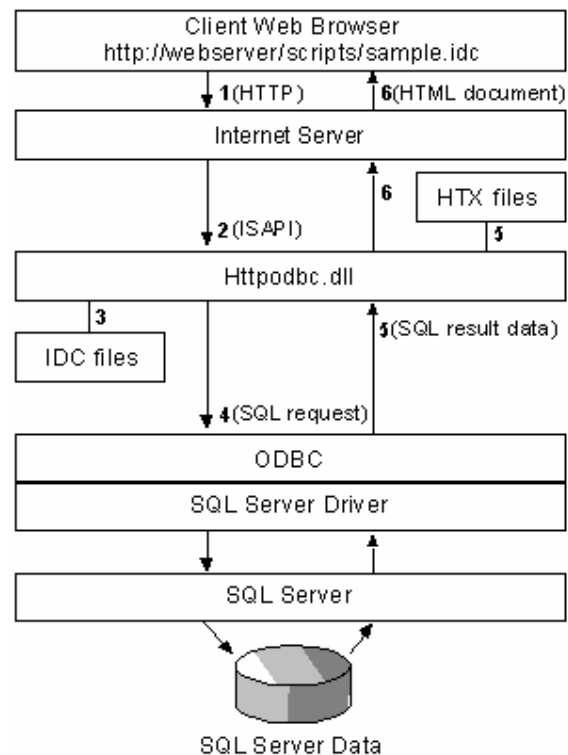 Client Web Browser
http://webserver/scripts/sample.idc
1(HTTP)
6(HTML document)
Internet Server
2(ISAPI)
6
HTX files
5
Httpodbc.dll
3
IDC files
5(SQL result data)
4(SQL request)
ODBC
SQL Server Driver
SQL Server
SQL Server Data